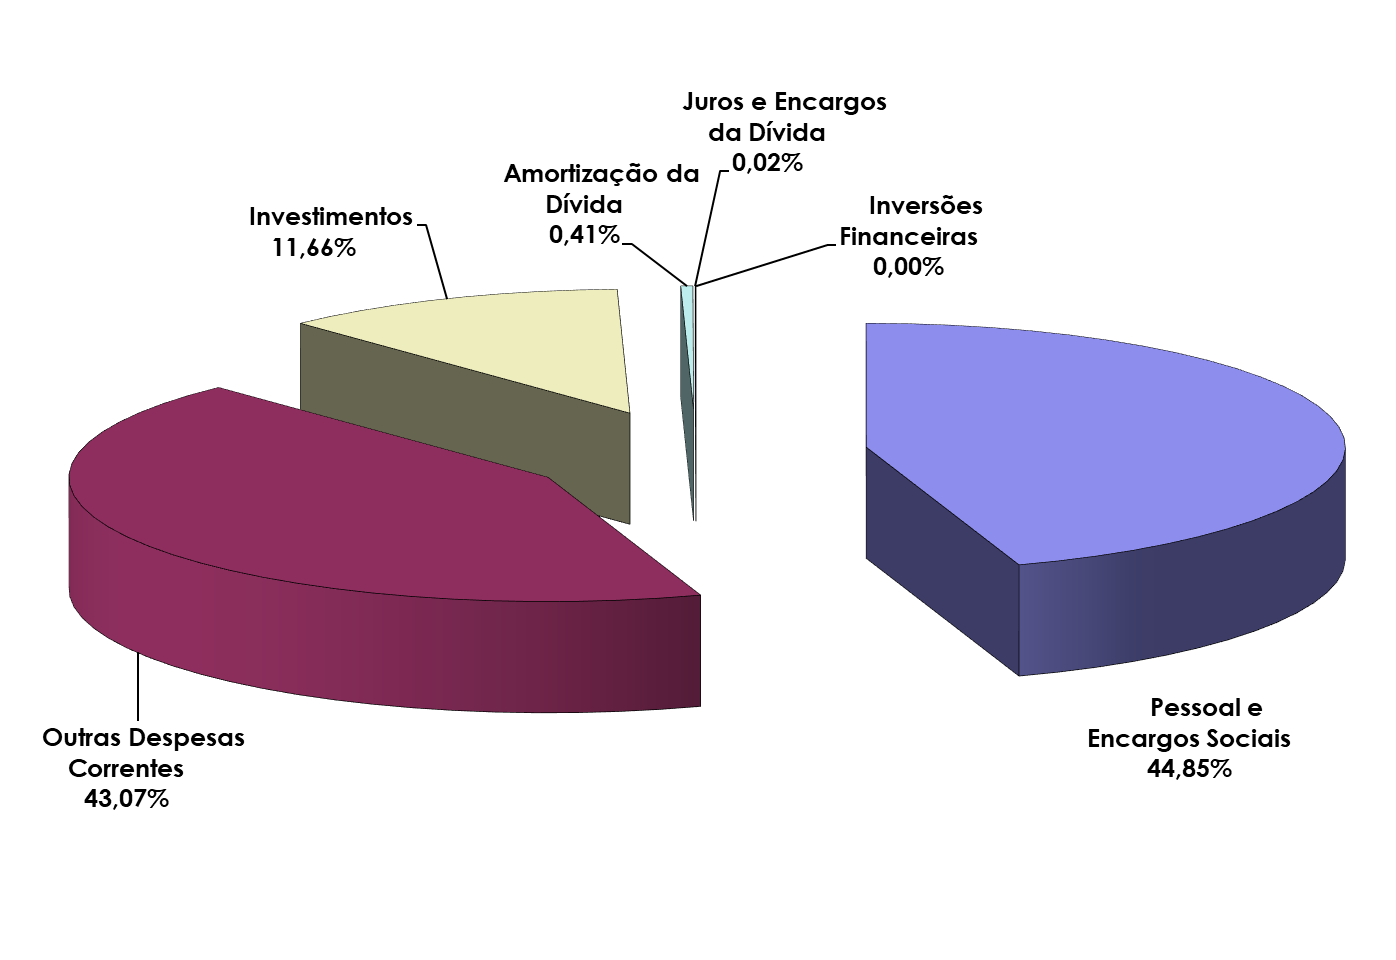 Juros e Encargos
da Dívida
0,02%
Amortização da
Dívida
0,41%
Inversões
Financeiras
0,00%
Investimentos
11,66%
Outras Despesas
Correntes
43,07%
Pessoal e
Encargos Sociais
44,85%